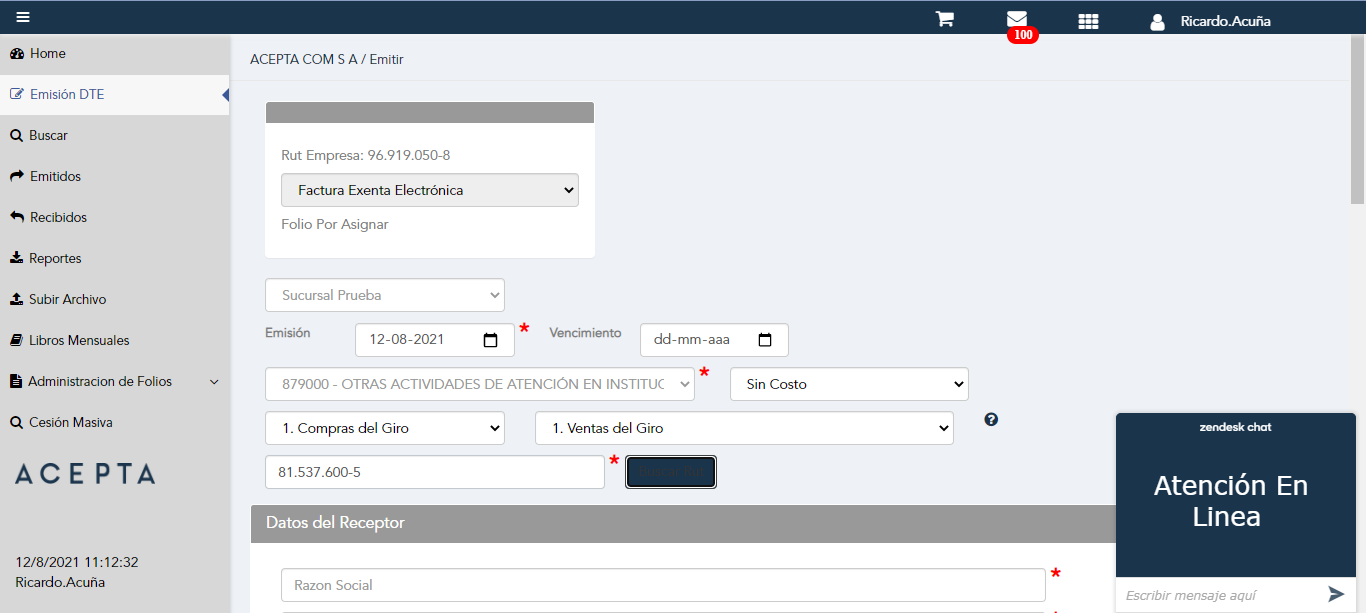 Ricardo.Acuña
100
Home
Emisión DTE
Buscar
Emitidos
Recibidos
Reportes
Subir Archivo
Libros Mensuales
Administracion de Folios
Cesión Masiva
ACEPTA
12/8/2021 11:12:32
Ricardo.Acuña
ACEPTA COM S A / Emitir
Rut Empresa: 96.919.050-8
Factura Exenta Electrónica
Folio Por Asignar
Sucursal Prueba
Emisión 12-08-2021 * Vencimiento dd-mm-aaa
879000 - OTRAS ACTIVIDADES DE ATENCIÓN EN INSTITUC * Sin Costo
1. Compras del Giro 1. Ventas del Giro ?
81.537.600-5 *
Datos del Receptor
Razon Social *
zendesk chat
Atención En
Linea
Escribir mensaje aquí